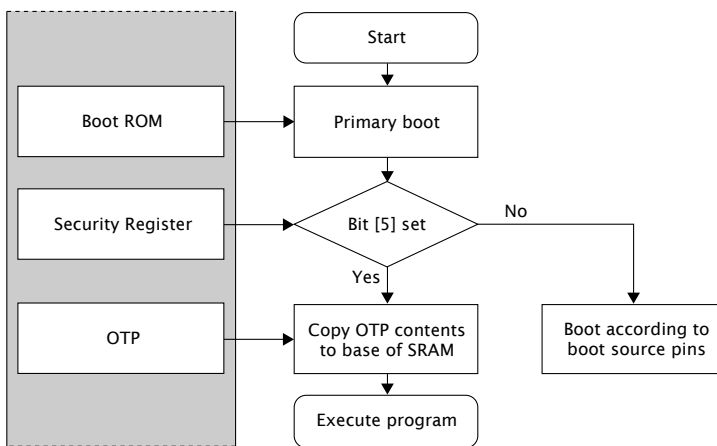 Start
Boot ROM
Primary boot
Security Register
Bit [5] set
No
Yes
OTP
Copy OTP contents
to base of SRAM
Boot according to
boot source pins
Execute program